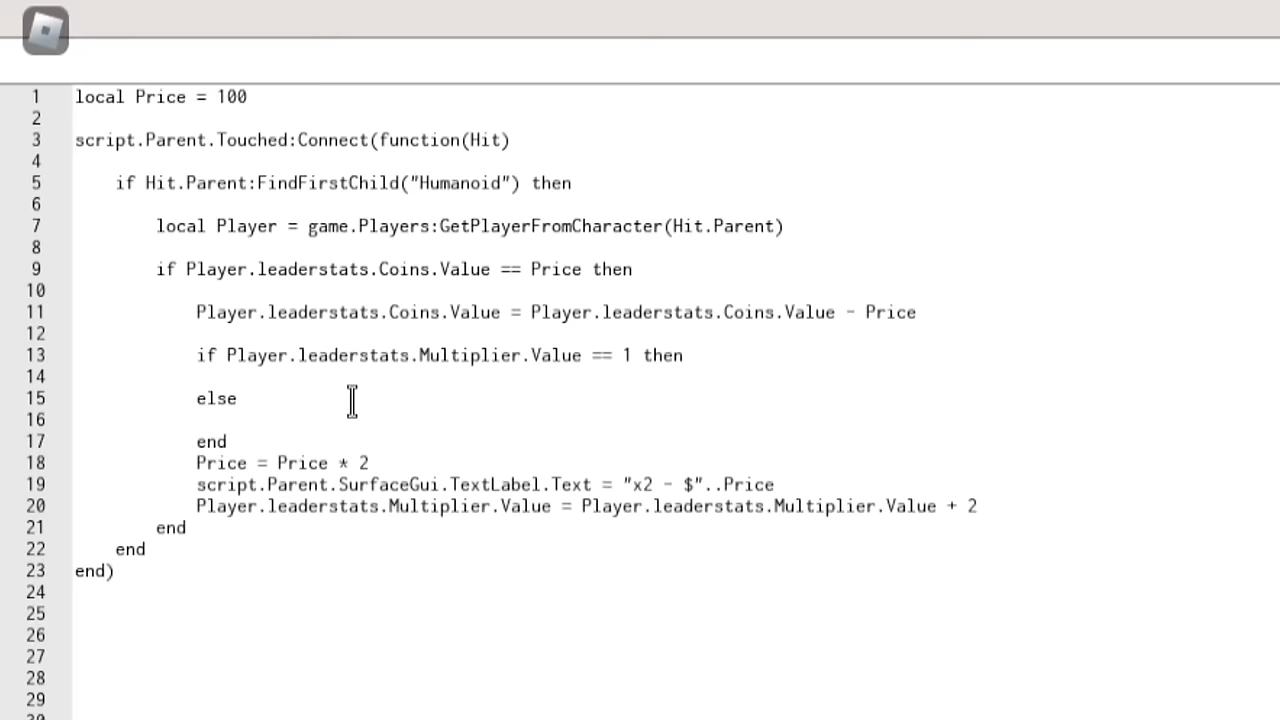 1 local Price = 100
2
3 script.Parent.Touched:Connect(function(Hit)
4
5 if Hit.Parent:FindFirstChild("Humanoid") then
6
7 local Player = game.Players:GetPlayerFromCharacter(Hit.Parent)
8
9 if Player.leaderstats.Coins.Value == Price then
10
11 Player.leaderstats.Coins.Value = Player.leaderstats.Coins.Value - Price
12
13 if Player.leaderstats.Multiplier.Value == 1 then
14
15 else
16
17 end
18 Price = Price * 2
19 script.Parent.SurfaceGui.TextLabel.Text = "x2 - $"..Price
20 Player.leaderstats.Multiplier.Value = Player.leaderstats.Multiplier.Value + 2
21 end
22 end
23 end)
24
25
26
27
28
29